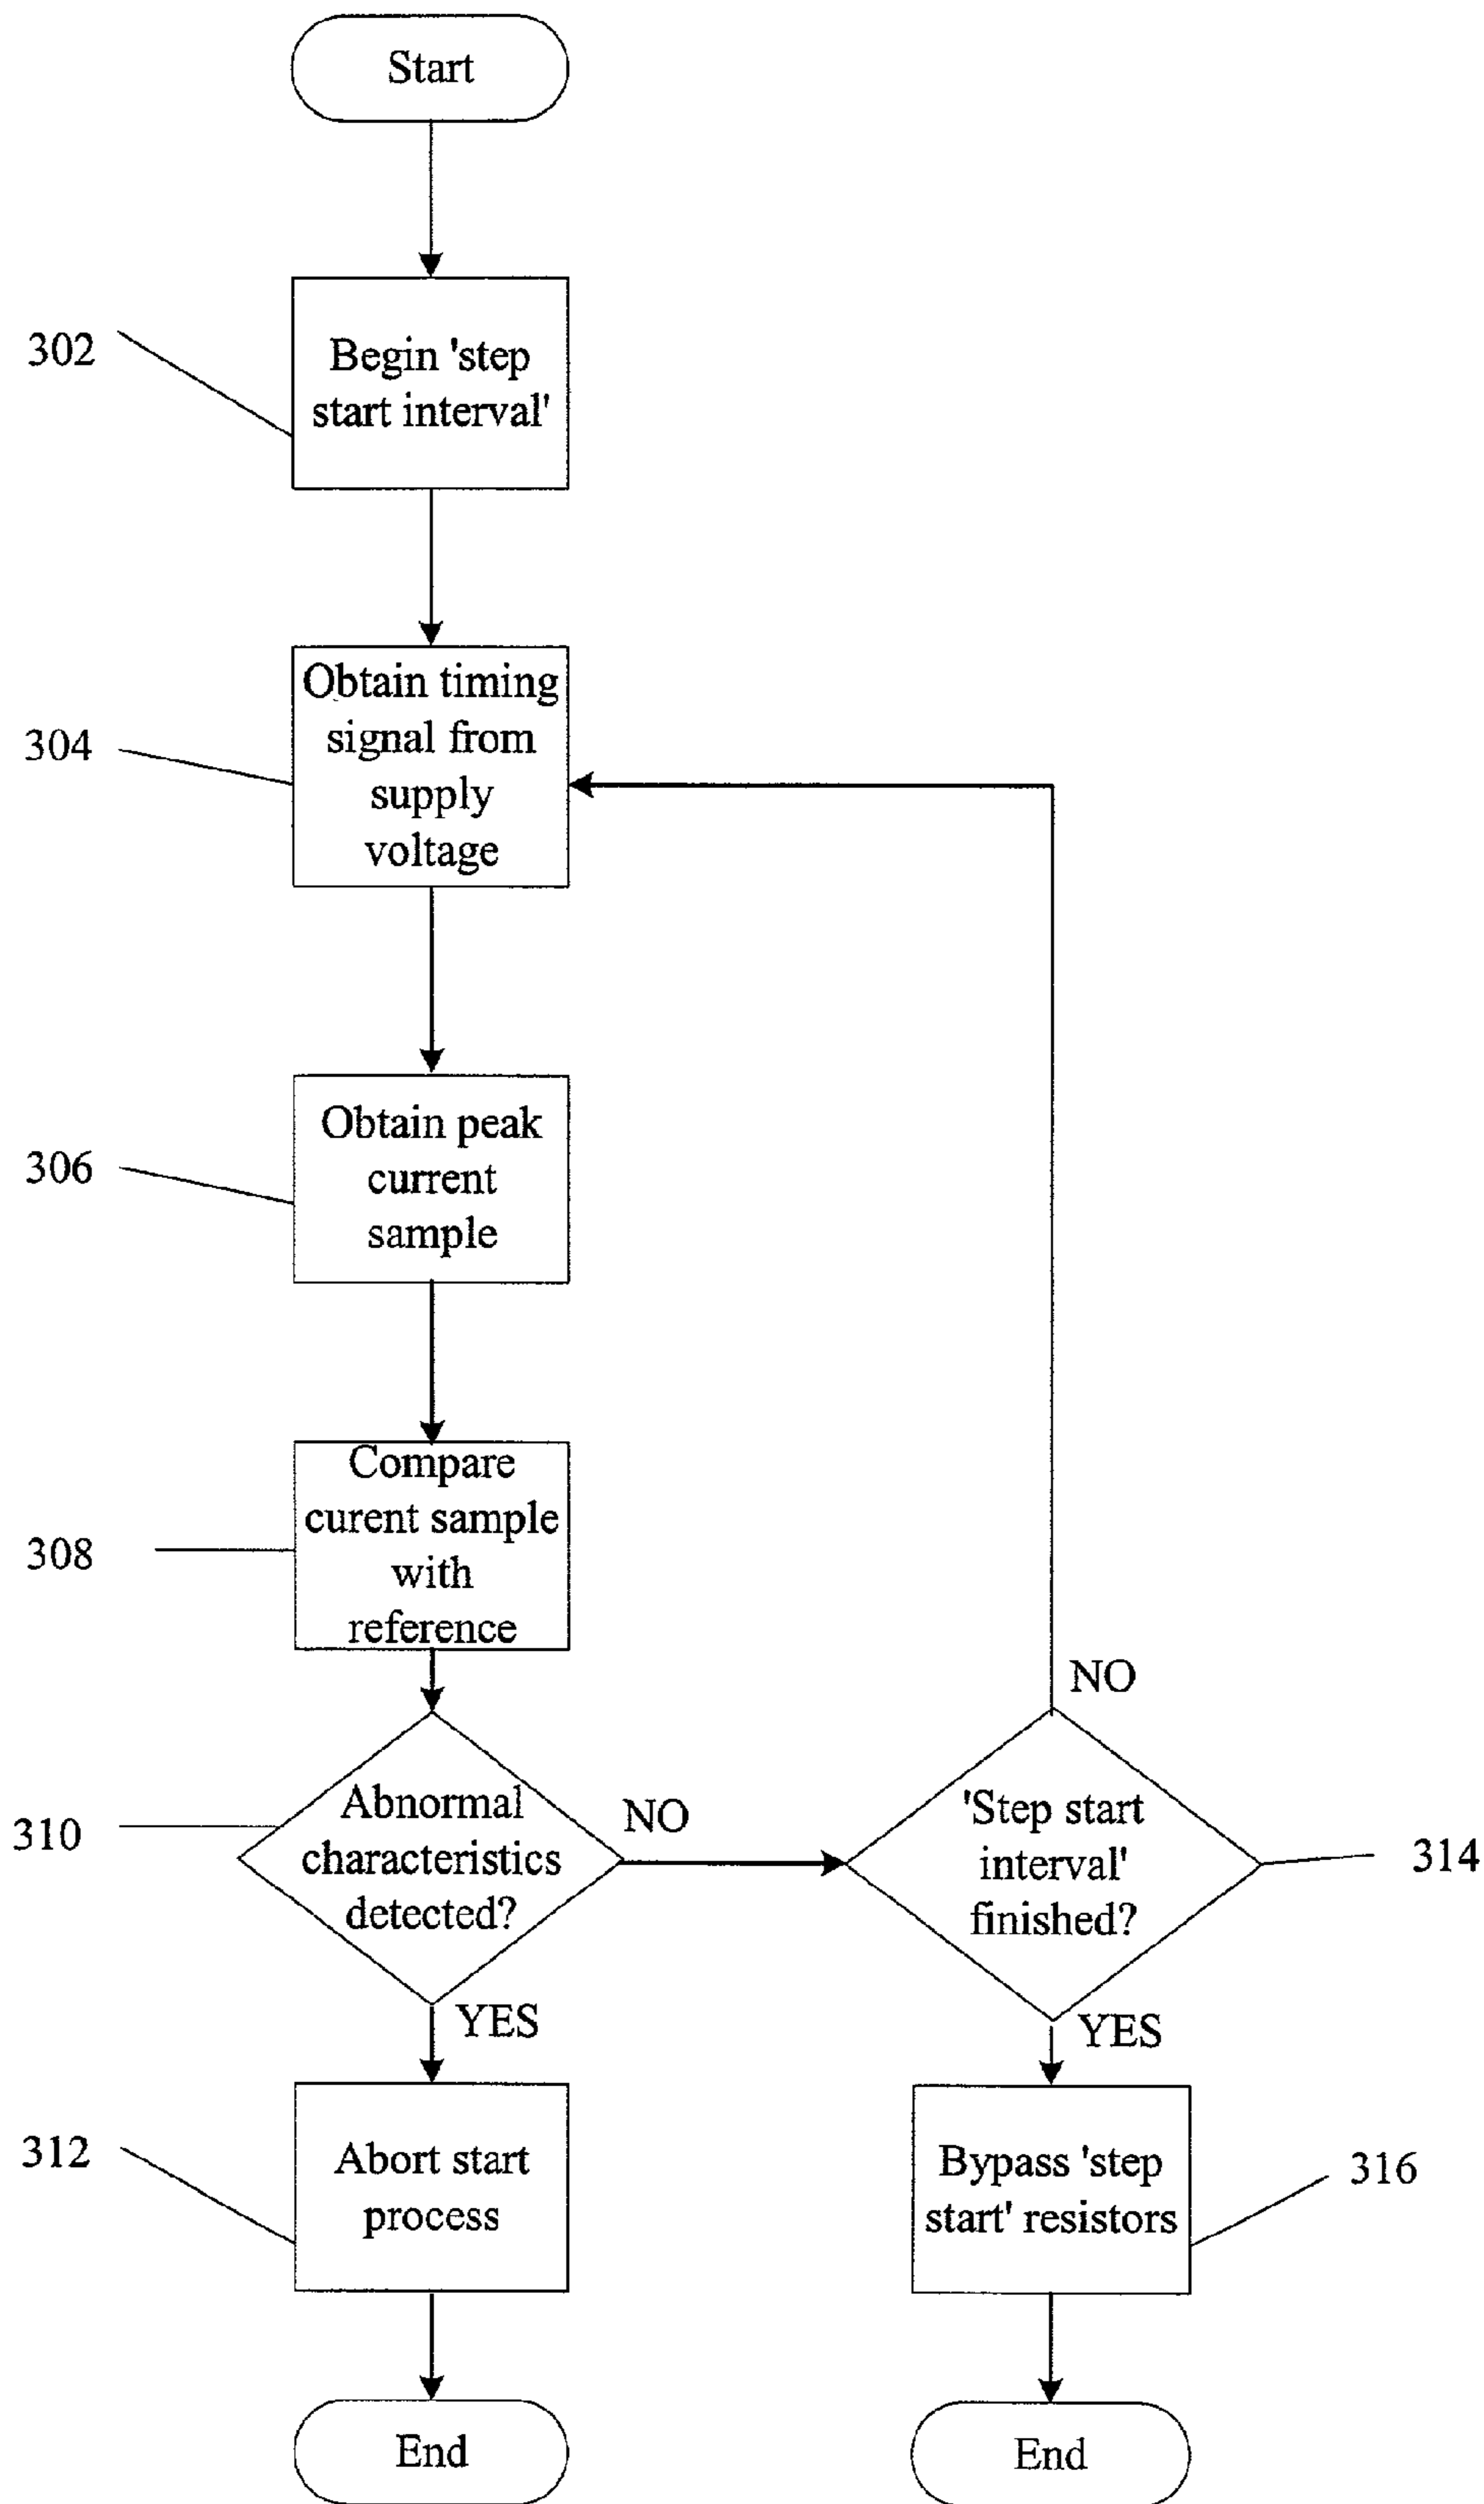 Start
302
Begin 'step
start interval'
304
Obtain timing
signal from
supply
voltage
306
Obtain peak
current
sample
308
Compare
curent sample
with
reference
310
Abnormal
characteristics
detected?
NO
YES
NO
'Step start
interval'
finished?
314
YES
312
Abort start
process
Bypass 'step
start' resistors
316
End
End